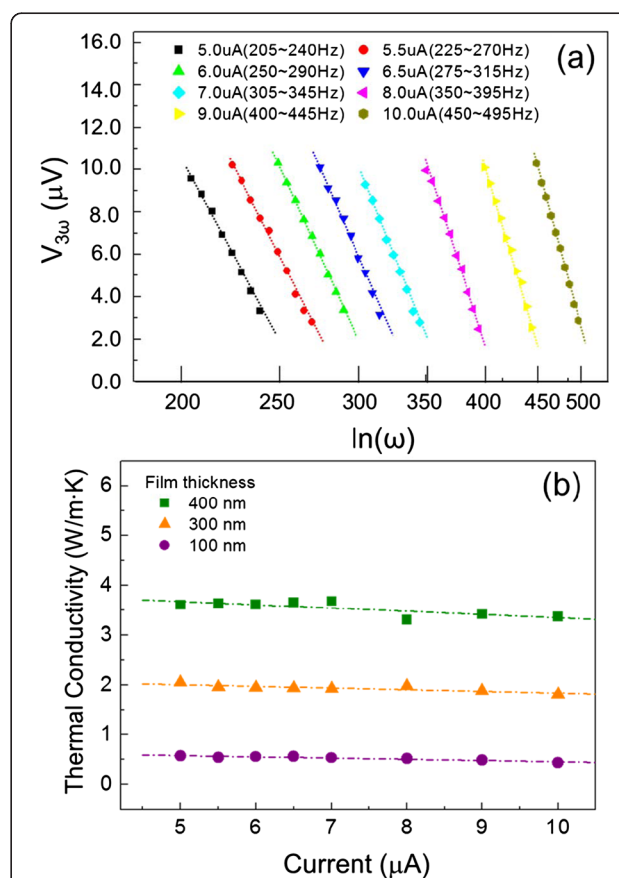 16.0
14.0
12.0
10.0
8.0
6.0
4.0
2.0
0.0
V3ω (μV)
5.0uA(205~240Hz) 5.5uA(225~270Hz)
6.0uA(250~290Hz) 6.5uA(275~315Hz)
7.0uA(305~345Hz) 8.0uA(350~395Hz)
9.0uA(400~445Hz) 10.0uA(450~495Hz)
(a)
200 250 300 350 400 450 500
ln(ω)
6
5
4
3
2
1
0
Thermal Conductivity (W/m·K)
Film thickness
400 nm
300 nm
100 nm
(b)
5 6 7 8 9 10
Current (μA)